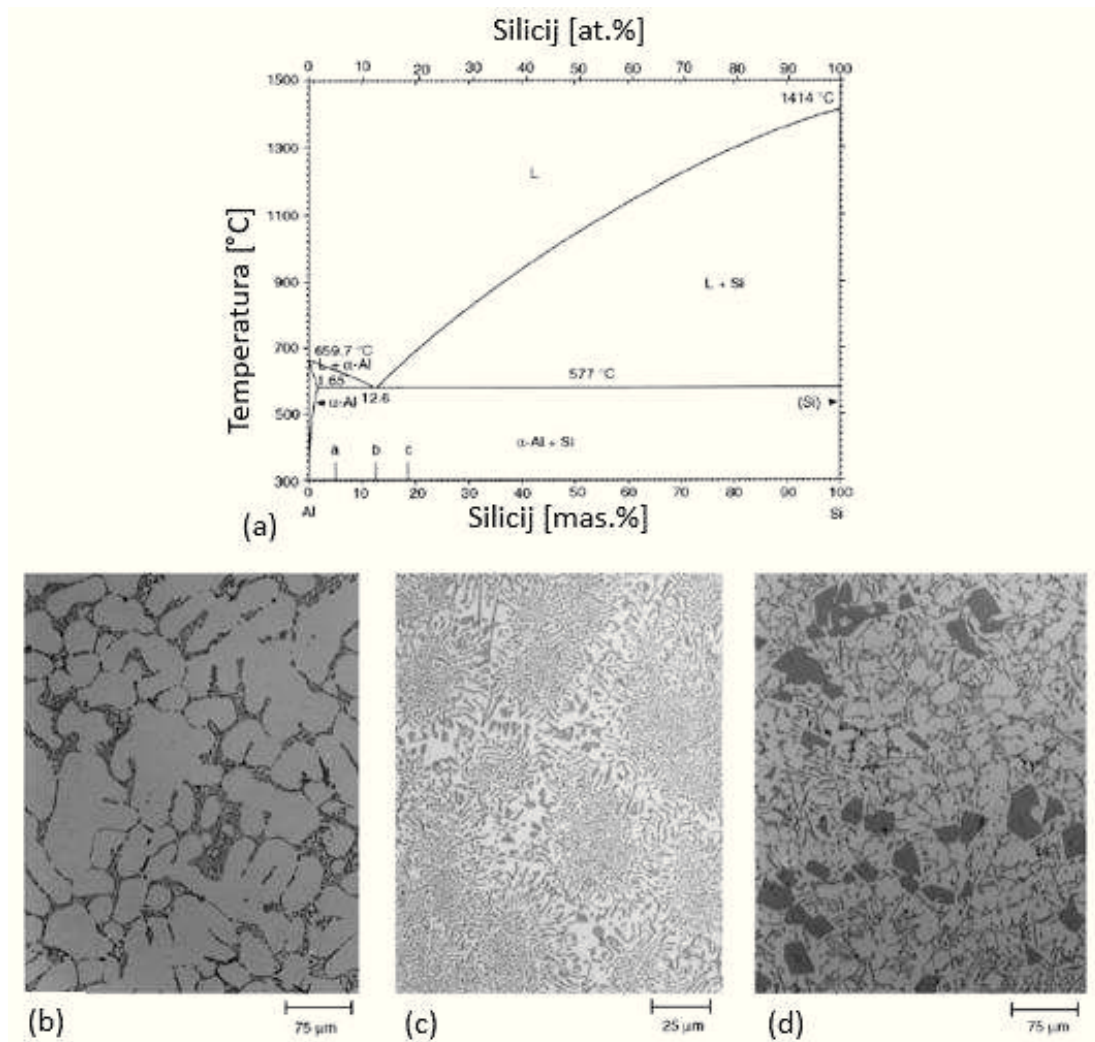 Silicij [at.%]
0 10 20 30 40 50 60 70 80 90 100
1500
1414 °C
1300
L
1100
Temperatura [°C]
900
L + Si
700
659.7 °C
L + α-Al
577 °C
1.65
α-Al
12.6
(Si)
500
α-Al + Si
a b c
300
0 10 20 30 40 50 60 70 80 90 100
Al
Silicij [mas.%]
Si
(a)
(b)
75 µm
(c)
25 µm
(d)
75 µm